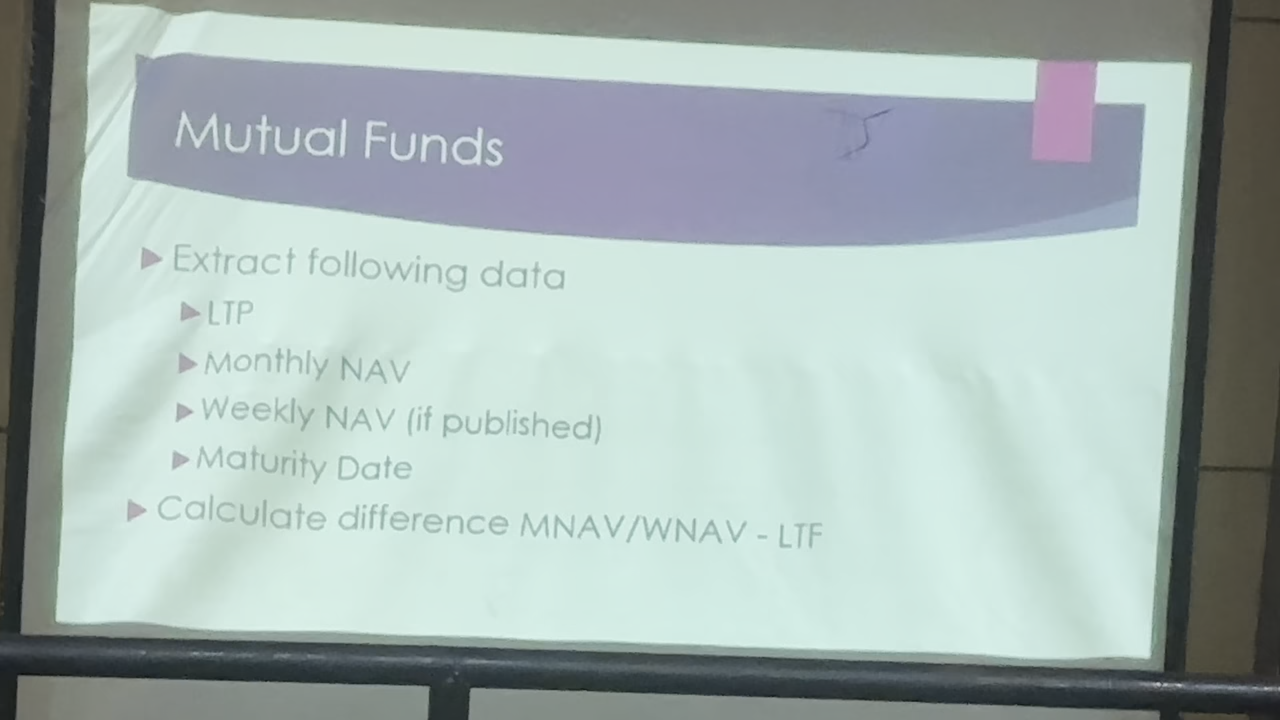 Mutual Funds
Extract following data
LTP
Monthly NAV
Weekly NAV (if published)
Maturity Date
Calculate difference MNAV/WNAV - LTF